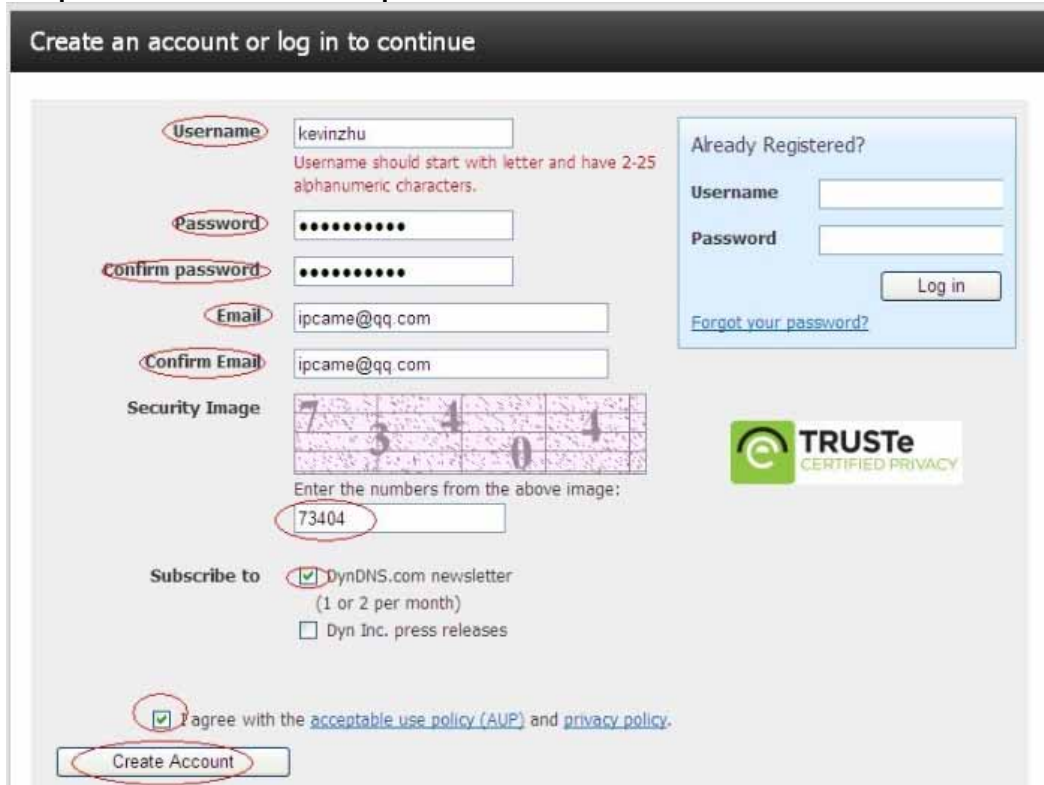 Create an account or log in to continue
Username
kevinzhu
Username should start with letter and have 2-25
alphanumeric characters.
Password
••••••••••
Confirm password
••••••••••
Email
ipcame@qq.com
Confirm Email
ipcame@qq.com
Security Image
7 3 4 0 4
Enter the numbers from the above image:
73404
Subscribe to
DynDNS.com newsletter
(1 or 2 per month)
Dyn Inc. press releases
I agree with the acceptable use policy (AUP) and privacy policy.
Create Account
Already Registered?
Username
Password
Log in
Forgot your password?
TRUSTe
CERTIFIED PRIVACY